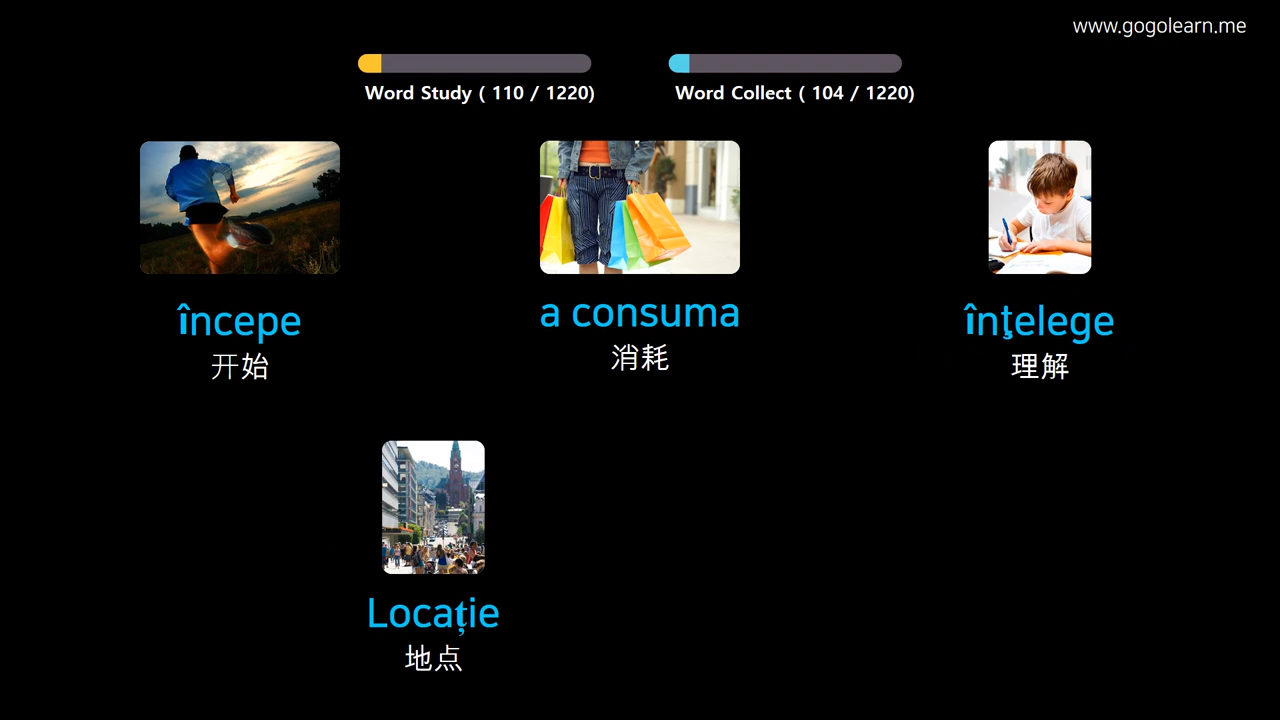 www.gogolearn.me
Word Study ( 110 / 1220)
Word Collect ( 104 / 1220)
începe
开始
a consuma
消耗
înţelege
理解
Locație
地点